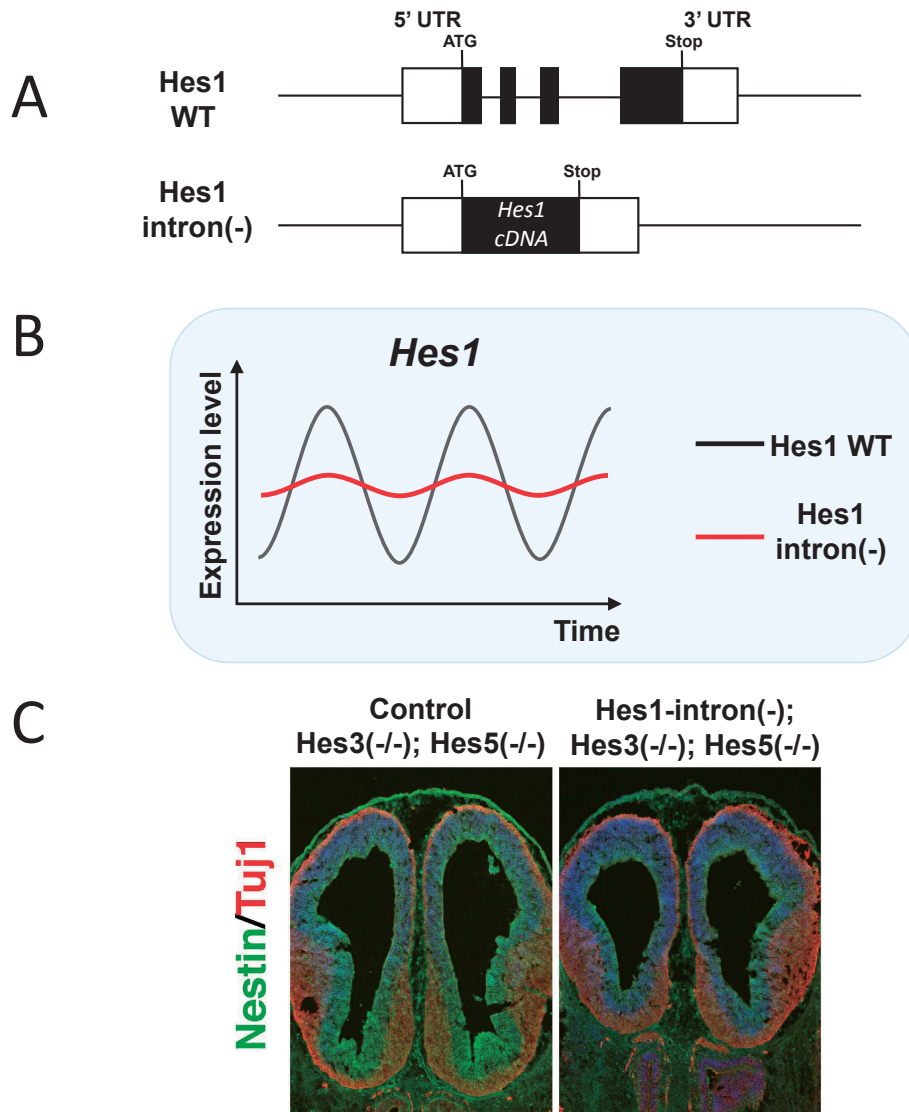 A
5' UTR
3' UTR
ATG
Stop
Hes1
WT
ATG
Stop
Hes1
intron(-)
Hes1
cDNA
B
Hes1
Expression level
Time
Hes1 WT
Hes1
intron(-)
C
Control
Hes3(-/-); Hes5(-/-)
Hes1-intron(-);
Hes3(-/-); Hes5(-/-)
Nestin/Tuj1